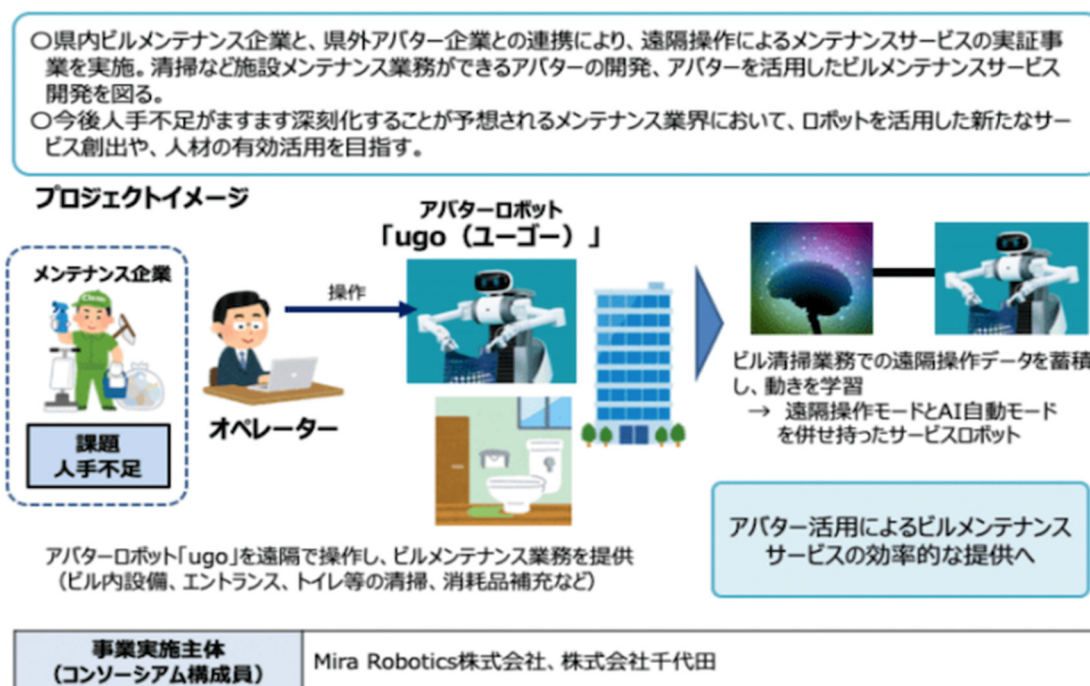 ○県内ビルメンテナンス企業と、県外アバター企業との連携により、遠隔操作によるメンテナンスサービスの実証事
業を実施。清掃など施設メンテナンス業務ができるアバターの開発、アバターを活用したビルメンテナンスサービス
開発を図る。
○今後人手不足がますます深刻化することが予想されるメンテナンス業界において、ロボットを活用した新たなサー
ビス創出や、人材の有効活用を目指す。
プロジェクトイメージ
メンテナンス企業
Clean
課題
人手不足
オペレーター
操作
アバターロボット
「ugo（ユーゴー）」
ビル清掃業務での遠隔操作データを蓄積
し、動きを学習
→ 遠隔操作モードとAI自動モード
を併せ持ったサービスロボット
アバターロボット「ugo」を遠隔で操作し、ビルメンテナンス業務を提供
（ビル内設備、エントランス、トイレ等の清掃、消耗品補充など）
アバター活用によるビルメンテナンス
サービスの効率的な提供へ
事業実施主体
（コンソーシアム構成員）
Mira Robotics株式会社、株式会社千代田